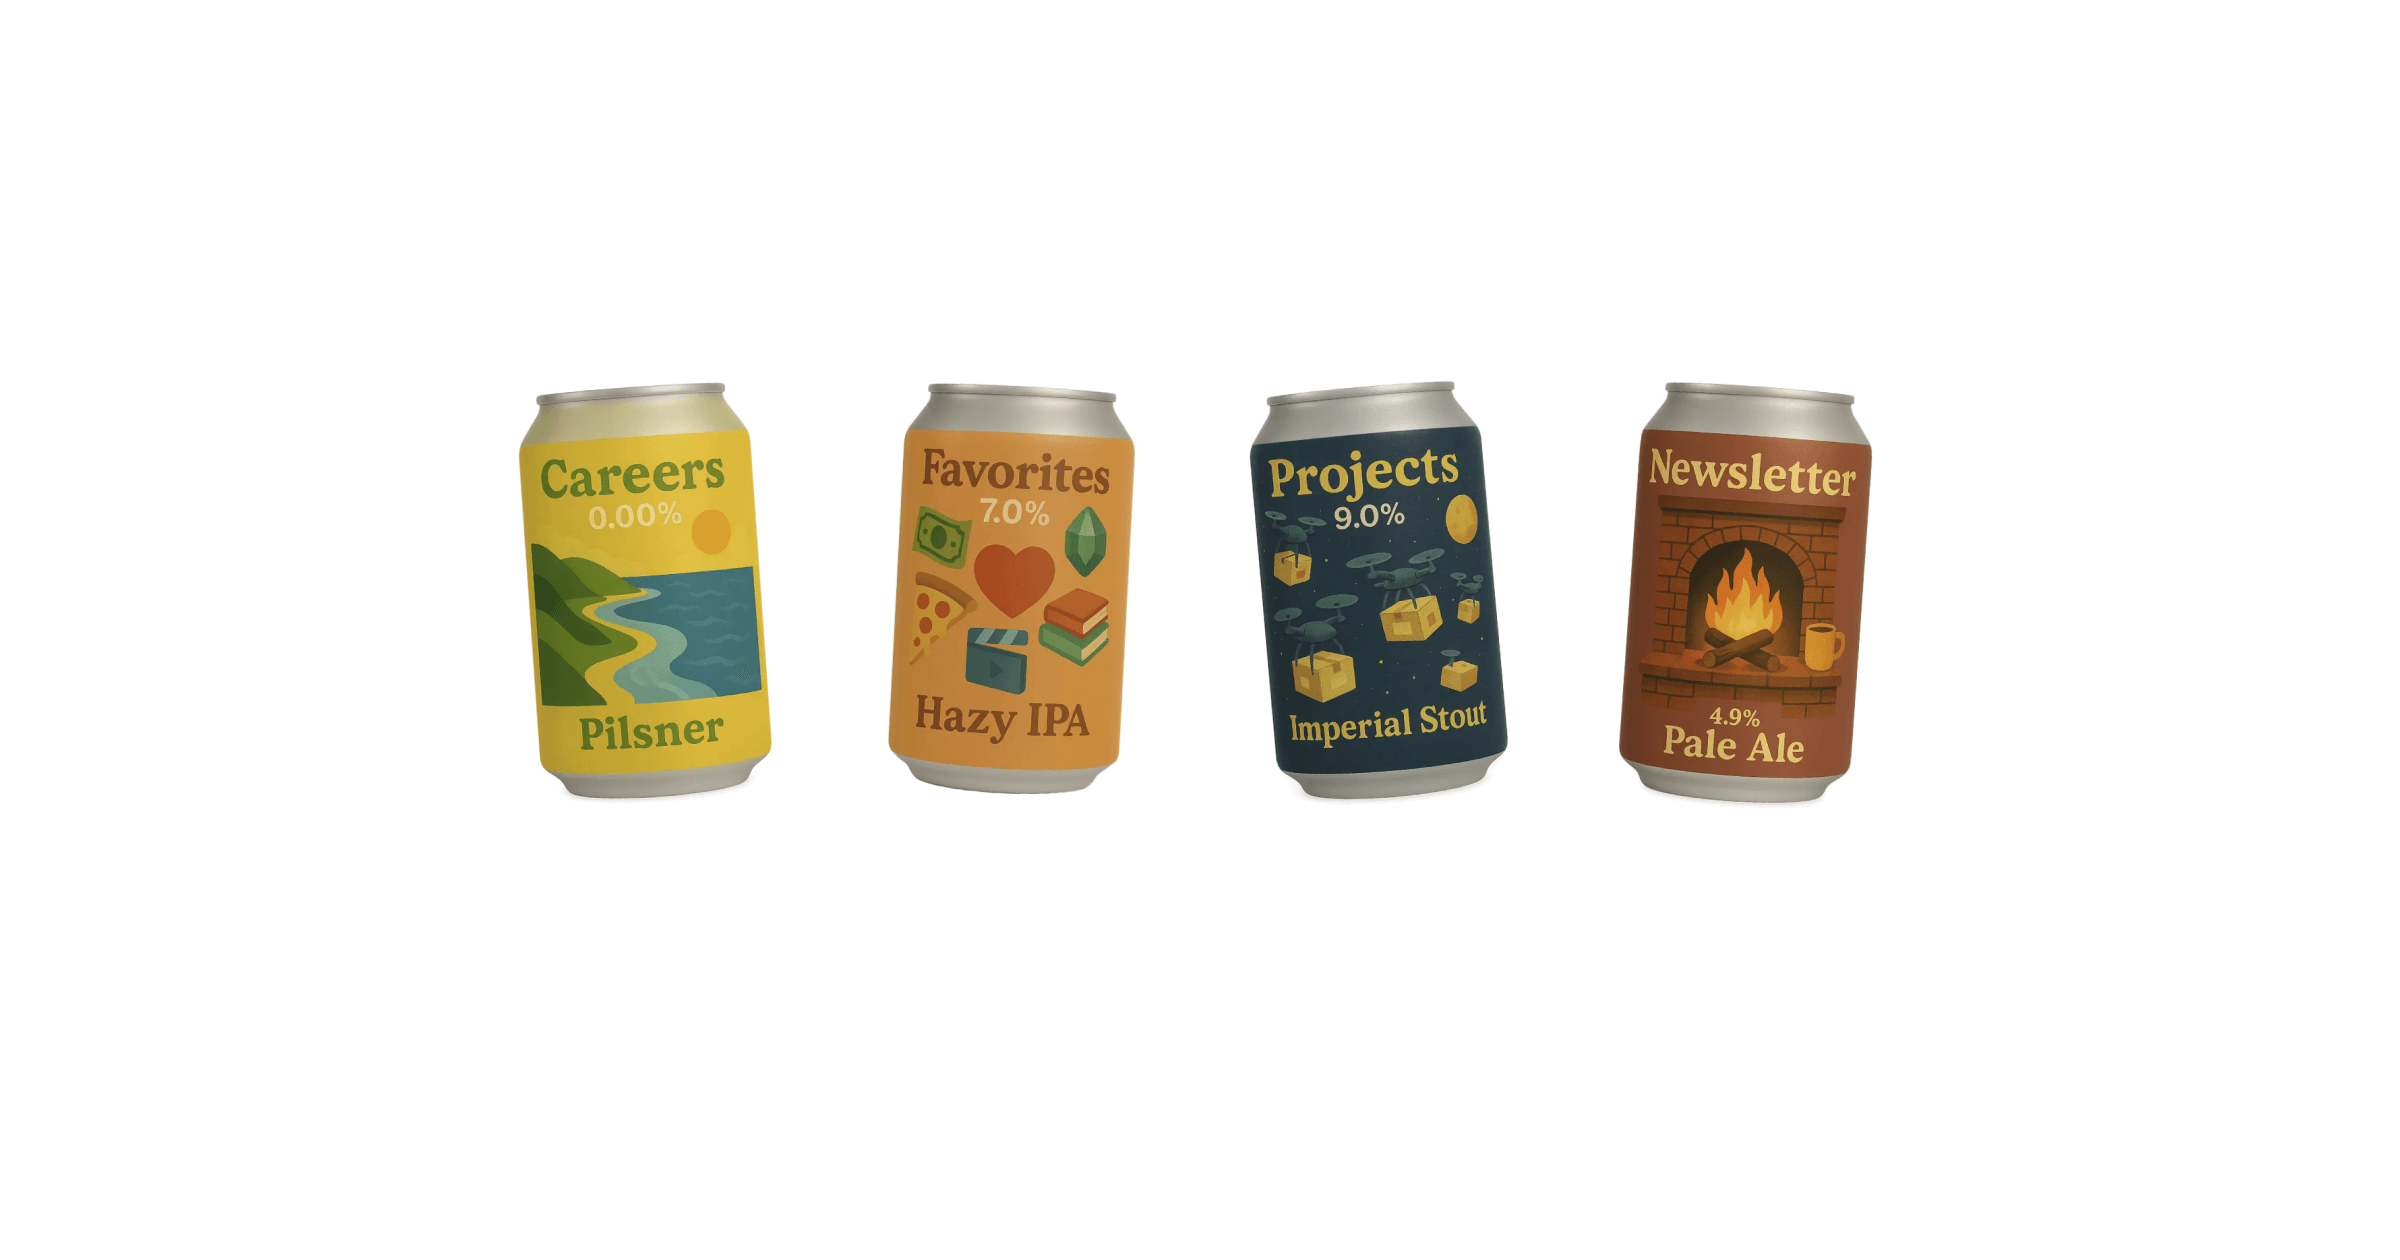 Careers
0.00%
Pilsner
Favorites
7.0%
Hazy IPA
Projects
9.0%
Imperial Stout
Newsletter
4.9%
Pale Ale